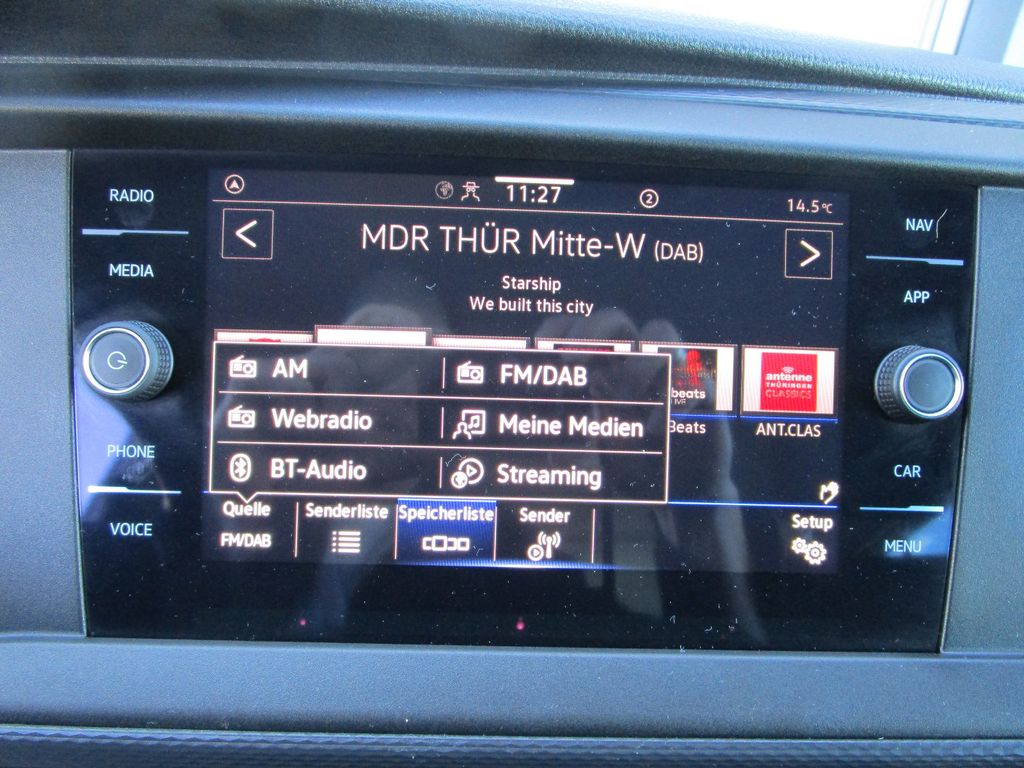 RADIO
MEDIA
PHONE
VOICE
11:27
2
14.5°C
MDR THÜR Mitte-W (DAB)
Starship
We built this city
AM
FM/DAB
Webradio
Meine Medien
BT-Audio
Streaming
beats
Beats
antenne
THÜRINGEN
CLASSICS
ANT.CLAS
Quelle
FM/DAB
Senderliste
Speicherliste
Sender
Setup
NAV
APP
CAR
MENU